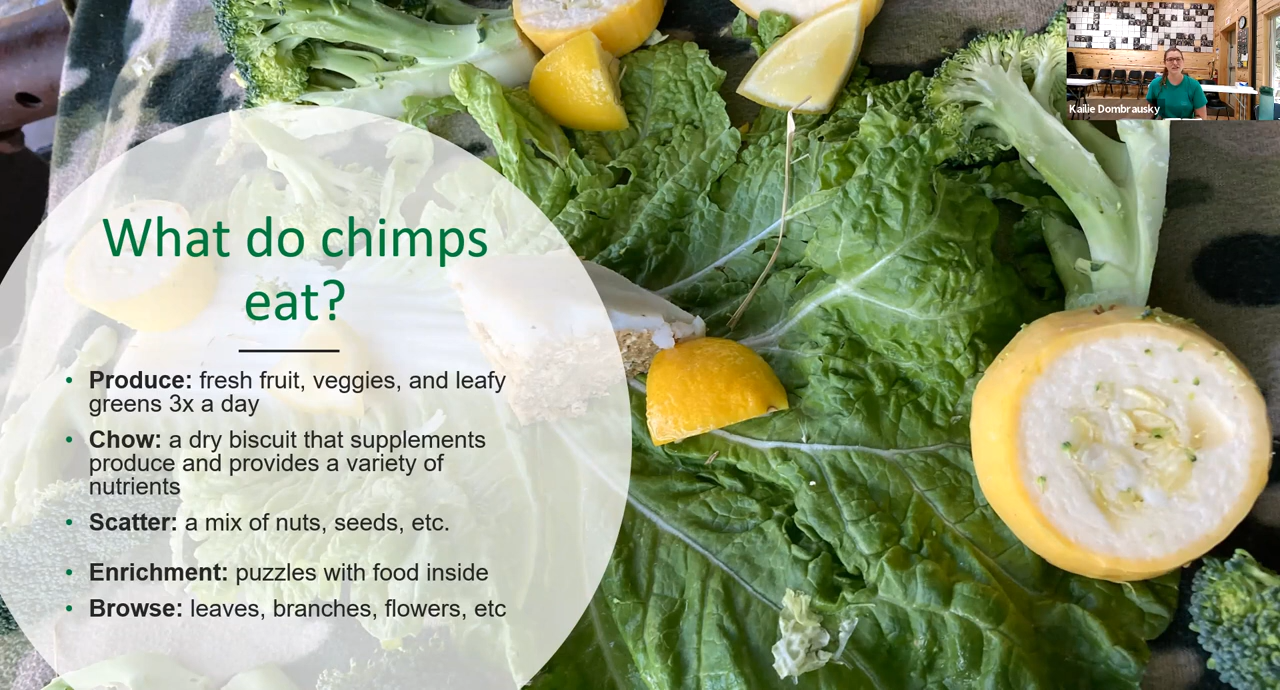 Kailie Dombrausky
What do chimps
eat?
• Produce: fresh fruit, veggies, and leafy
greens 3x a day
• Chow: a dry biscuit that supplements
produce and provides a variety of
nutrients
• Scatter: a mix of nuts, seeds, etc.
• Enrichment: puzzles with food inside
• Browse: leaves, branches, flowers, etc